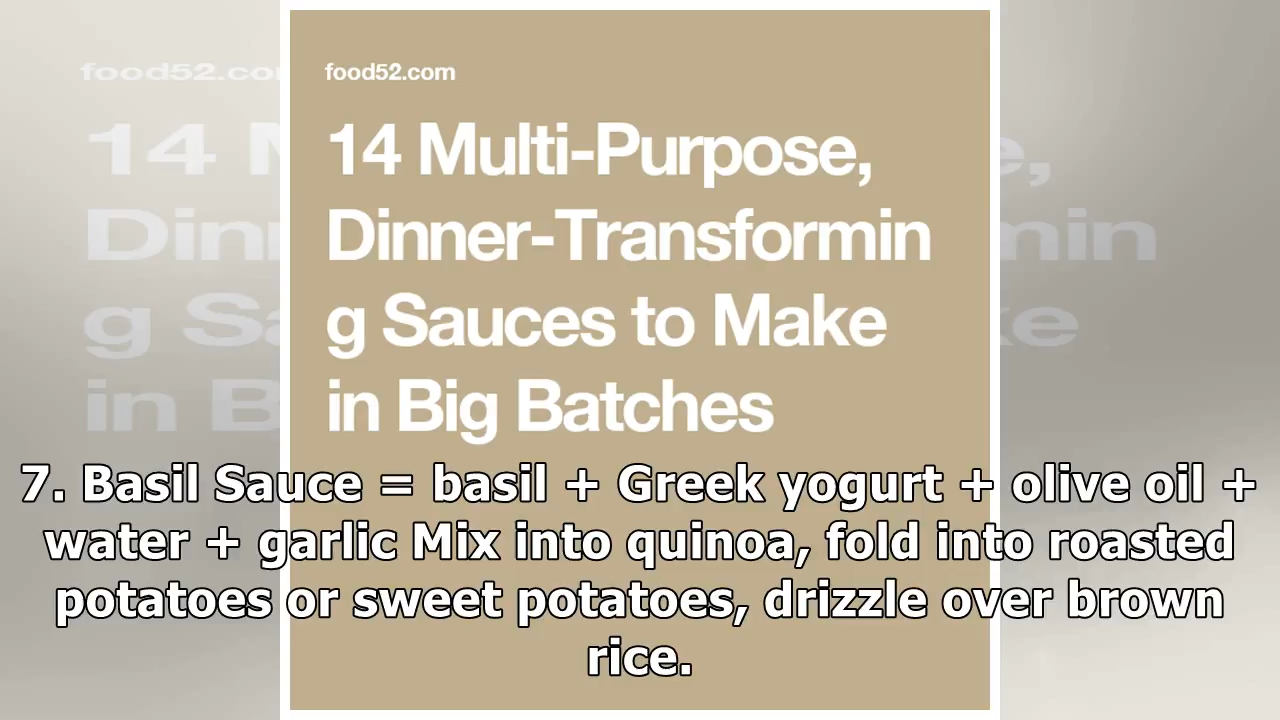 food52.com
14 Multi-Purpose,
Dinner-Transformin
g Sauces to Make
in Big Batches
7. Basil Sauce = basil + Greek yogurt + olive oil +
water + garlic Mix into quinoa, fold into roasted
potatoes or sweet potatoes, drizzle over brown
rice.